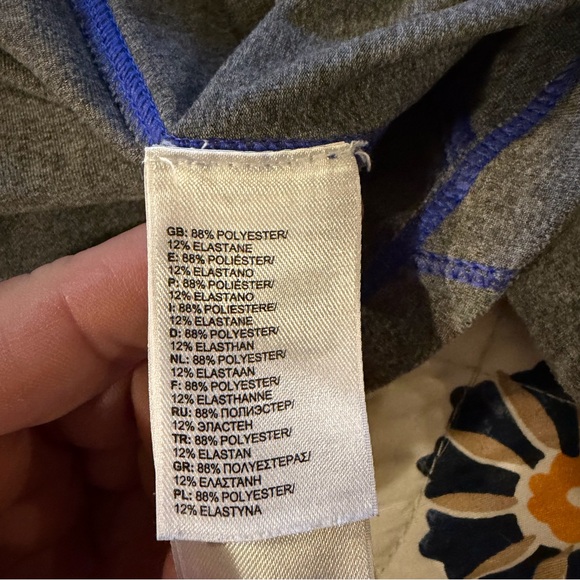 GB: 88% POLYESTER/
12% ELASTANE
E: 88% POLIÉSTER/
12% ELASTANO
P: 88% POLIÉSTER/
12% ELASTANO
I: 88% POLIESTERE/
12% ELASTANE
D: 88% POLYESTER/
12% ELASTHAN
NL: 88% POLYESTER/
12% ELASTAAN
F: 88% POLYESTER/
12% ELASTHANNE
RU: 88% ПОЛИЭСТЕР/
12% ЭЛАСТЕН
TR: 88% POLYESTER/
12% ELASTAN
GR: 88% ΠΟΛΥΕΣΤΕΡΑΣ/
12% ΕΛΑΣΤΑΝΗ
PL: 88% POLYESTER/
12% ELASTYNA